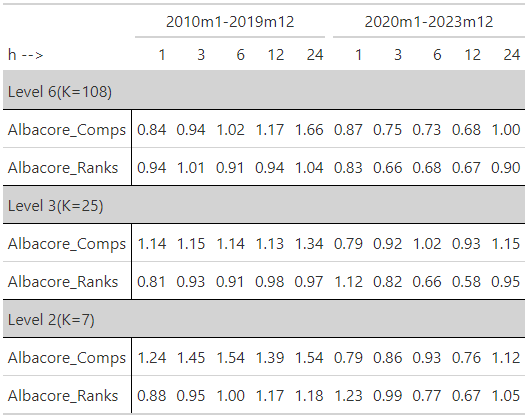 2010m1-2019m12 2020m1-2023m12
h --> 1 3 6 12 24 1 3 6 12 24
Level 6(K=108)
Albacore_Comps 0.84 0.94 1.02 1.17 1.66 0.87 0.75 0.73 0.68 1.00
Albacore_Ranks 0.94 1.01 0.91 0.94 1.04 0.83 0.66 0.68 0.67 0.90
Level 3(K=25)
Albacore_Comps 1.14 1.15 1.14 1.13 1.34 0.79 0.92 1.02 0.93 1.15
Albacore_Ranks 0.81 0.93 0.91 0.98 0.97 1.12 0.82 0.66 0.58 0.95
Level 2(K=7)
Albacore_Comps 1.24 1.45 1.54 1.39 1.54 0.79 0.86 0.93 0.76 1.12
Albacore_Ranks 0.88 0.95 1.00 1.17 1.18 1.23 0.99 0.77 0.67 1.05